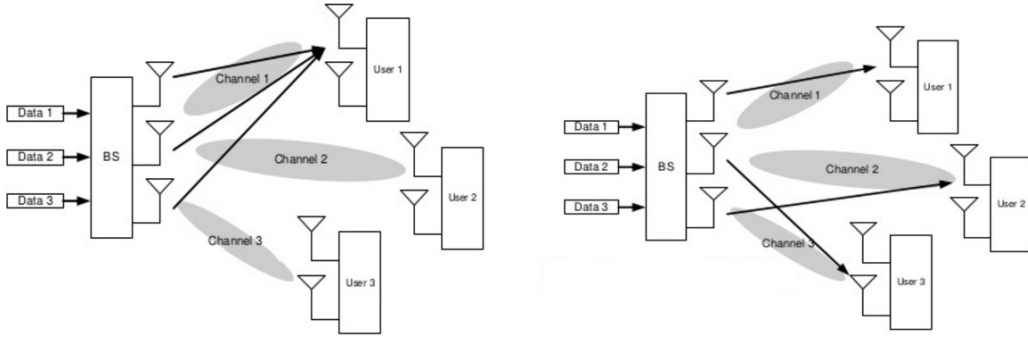 Data 1
Data 2
Data 3
BS
Channel 1
Channel 2
Channel 3
User 1
User 2
User 3
Data 1
Data 2
Data 3
BS
Channel 1
Channel 2
Channel 3
User 1
User 2
User 3